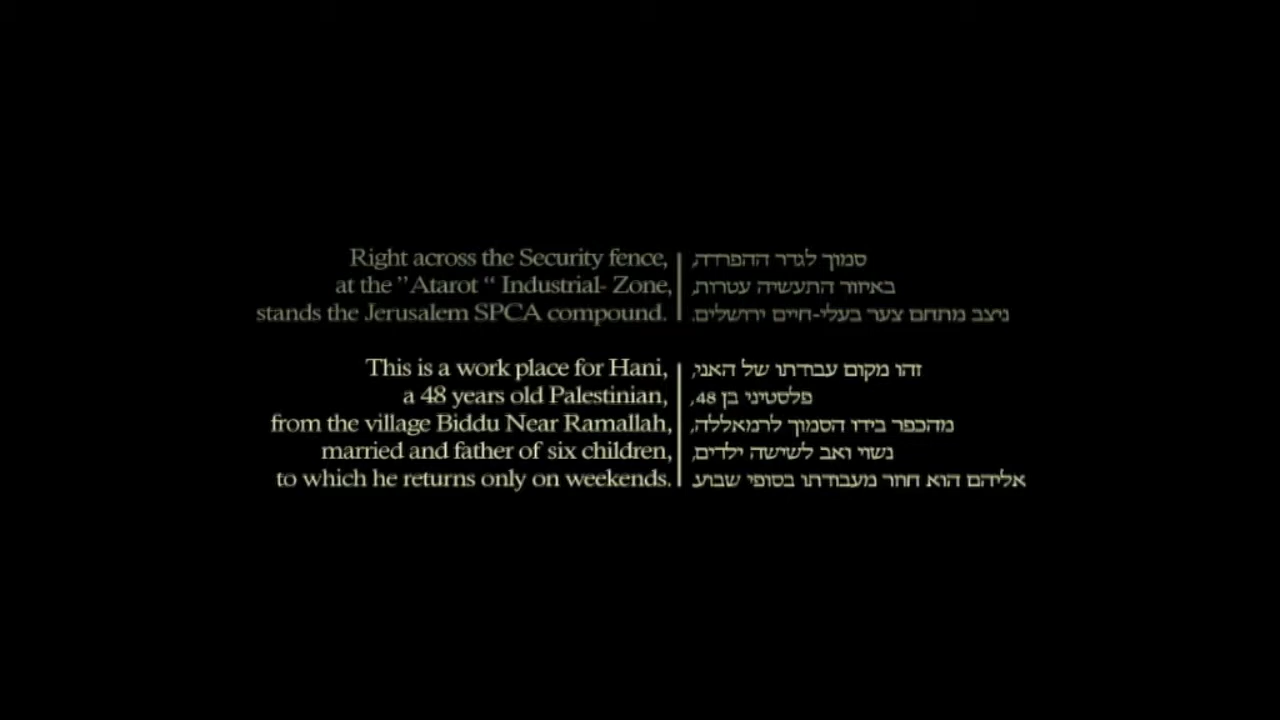 Right across the Security fence,
at the ”Atarot “ Industrial- Zone,
stands the Jerusalem SPCA compound.
This is a work place for Hani,
a 48 years old Palestinian,
from the village Biddu Near Ramallah,
married and father of six children,
to which he returns only on weekends.
סמוך לגדר ההפרדה,
באיזור התעשיה עטרות,
ניצב מתחם צער בעלי-חיים ירושלים.
זהו מקום עבודתו של האני,
פלסטיני בן 48,
מהכפר בידו הסמוך לרמאללה,
נשוי ואב לשישה ילדים,
אליהם הוא חוזר מעבודתו בסופי שבוע.